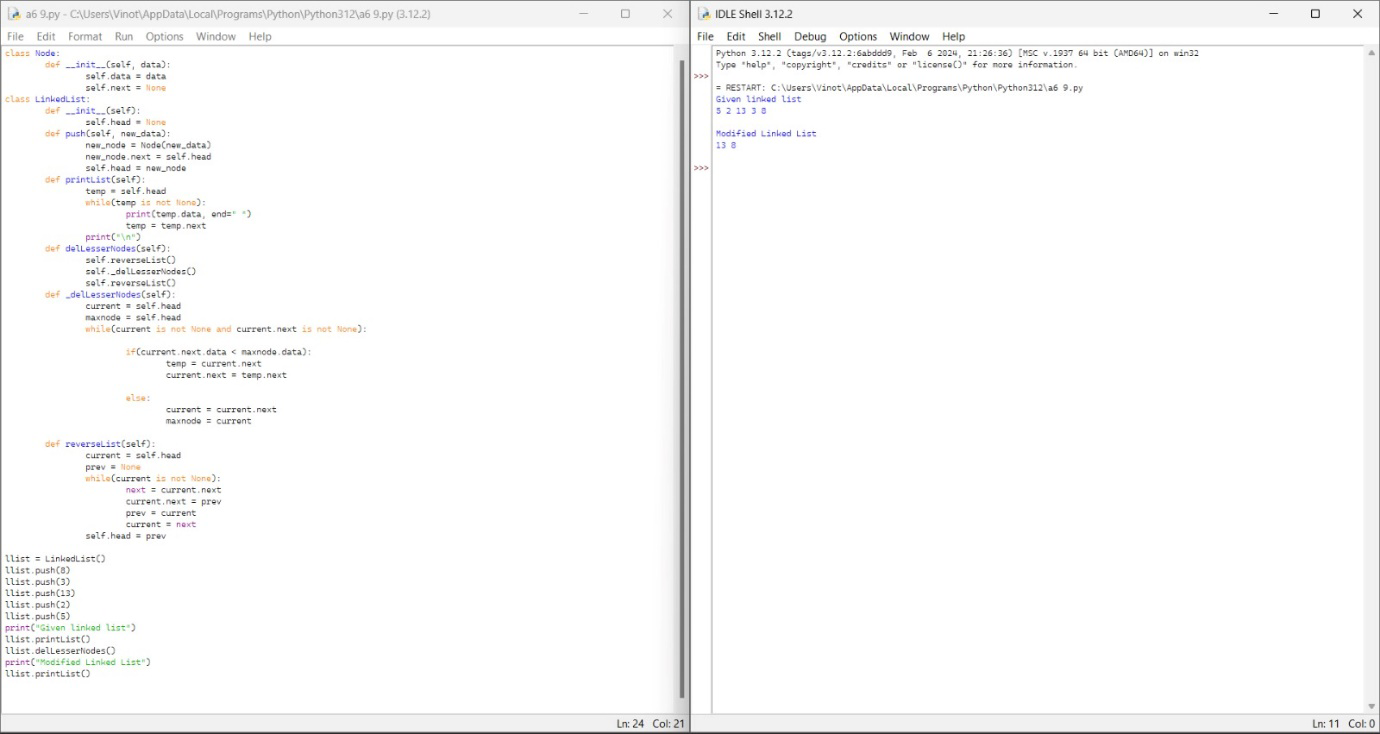 a6 9.py - C:\Users\Vinot\AppData\Local\Programs\Python\Python312\a6 9.py (3.12.2)
File Edit Format Run Options Window Help
class Node:
        def __init__(self, data):
                self.data = data
                self.next = None
class LinkedList:
        def __init__(self):
                self.head = None
        def push(self, new_data):
                new_node = Node(new_data)
                new_node.next = self.head
                self.head = new_node
        def printList(self):
                temp = self.head
                while(temp is not None):
                        print(temp.data, end=" ")
                        temp = temp.next
                print("\n")
        def delLesserNodes(self):
                self.reverseList()
                self._delLesserNodes()
                self.reverseList()
        def _delLesserNodes(self):
                current = self.head
                maxnode = self.head
                while(current is not None and current.next is not None):
                        if(current.next.data < maxnode.data):
                                temp = current.next
                                current.next = temp.next
                        else:
                                current = current.next
                                maxnode = current
        def reverseList(self):
                current = self.head
                prev = None
                while(current is not None):
                        next = current.next
                        current.next = prev
                        prev = current
                        current = next
                self.head = prev
llist = LinkedList()
llist.push(8)
llist.push(3)
llist.push(13)
llist.push(2)
llist.push(5)
print("Given linked list")
llist.printList()
llist.delLesserNodes()
print("Modified Linked List")
llist.printList()
Ln: 24 Col: 21
IDLE Shell 3.12.2
File Edit Shell Debug Options Window Help
Python 3.12.2 (tags/v3.12.2:6abddd9, Feb  6 2024, 21:26:36) [MSC v.1937 64 bit (AMD64)] on win32
Type "help", "copyright", "credits" or "license()" for more information.
>>>
= RESTART: C:\Users\Vinot\AppData\Local\Programs\Python\Python312\a6 9.py
Given linked list
5 2 13 3 8
Modified Linked List
13 8
>>>
Ln: 11 Col: 0